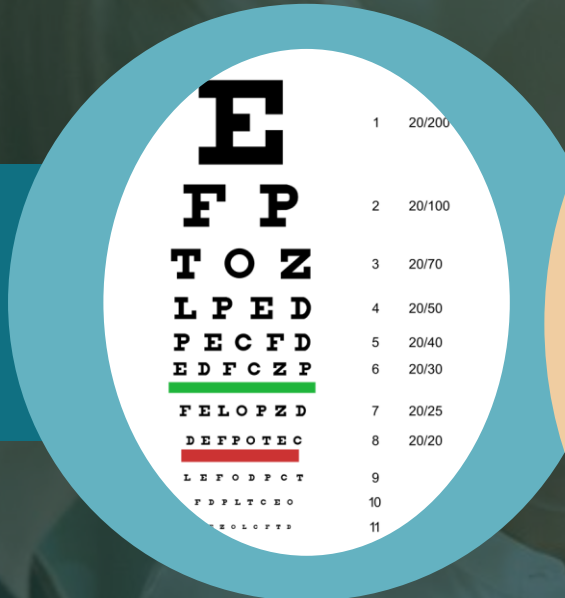 E 1 20/200
F P 2 20/100
T O Z 3 20/70
L P E D 4 20/50
P E C F D 5 20/40
E D F C Z P 6 20/30
F E L O P Z D 7 20/25
D E F P O T E C 8 20/20
L E F O D P C T 9
F D P L T C E O 10
Z O L C F T D 11